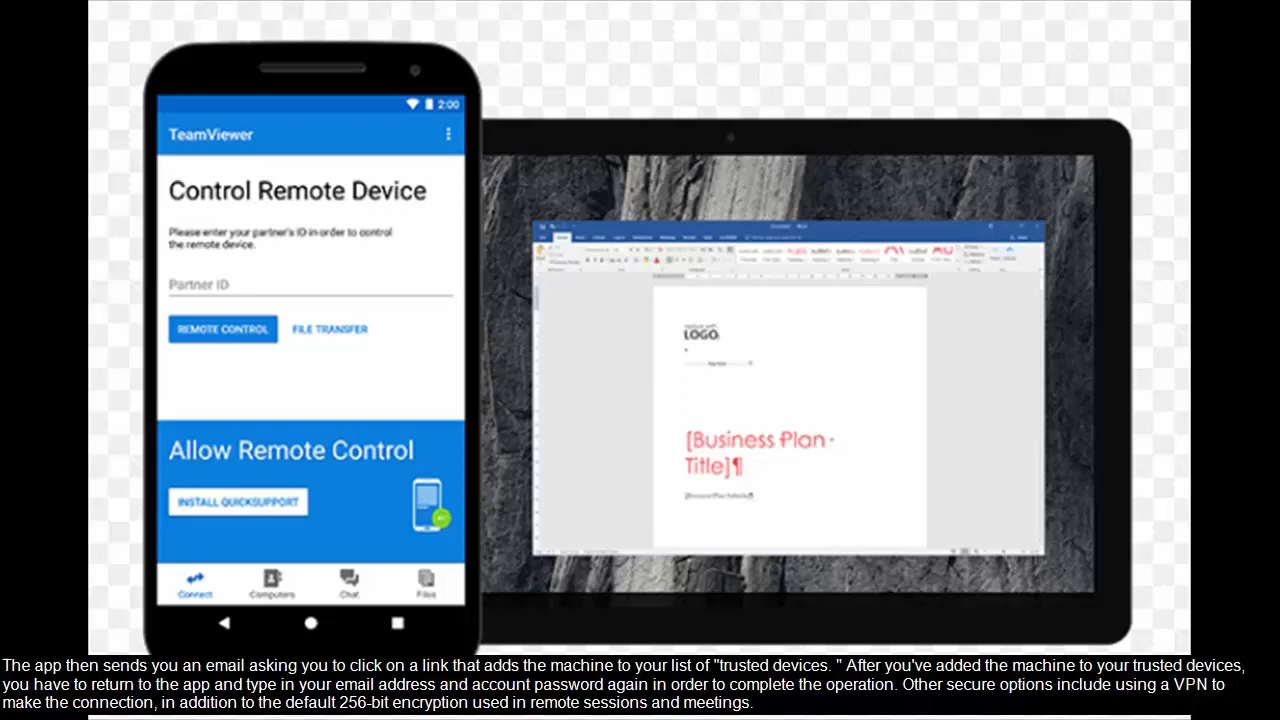 2:00
TeamViewer
Control Remote Device
Please enter your partner's ID in order to control
the remote device.
Partner ID
REMOTE CONTROL FILE TRANSFER
Allow Remote Control
INSTALL QUICKSUPPORT
Connect Computers Chat Files
LOGO
[Business Plan -
Title]¶
The app then sends you an email asking you to click on a link that adds the machine to your list of "trusted devices. " After you've added the machine to your trusted devices,
you have to return to the app and type in your email address and account password again in order to complete the operation. Other secure options include using a VPN to
make the connection, in addition to the default 256-bit encryption used in remote sessions and meetings.